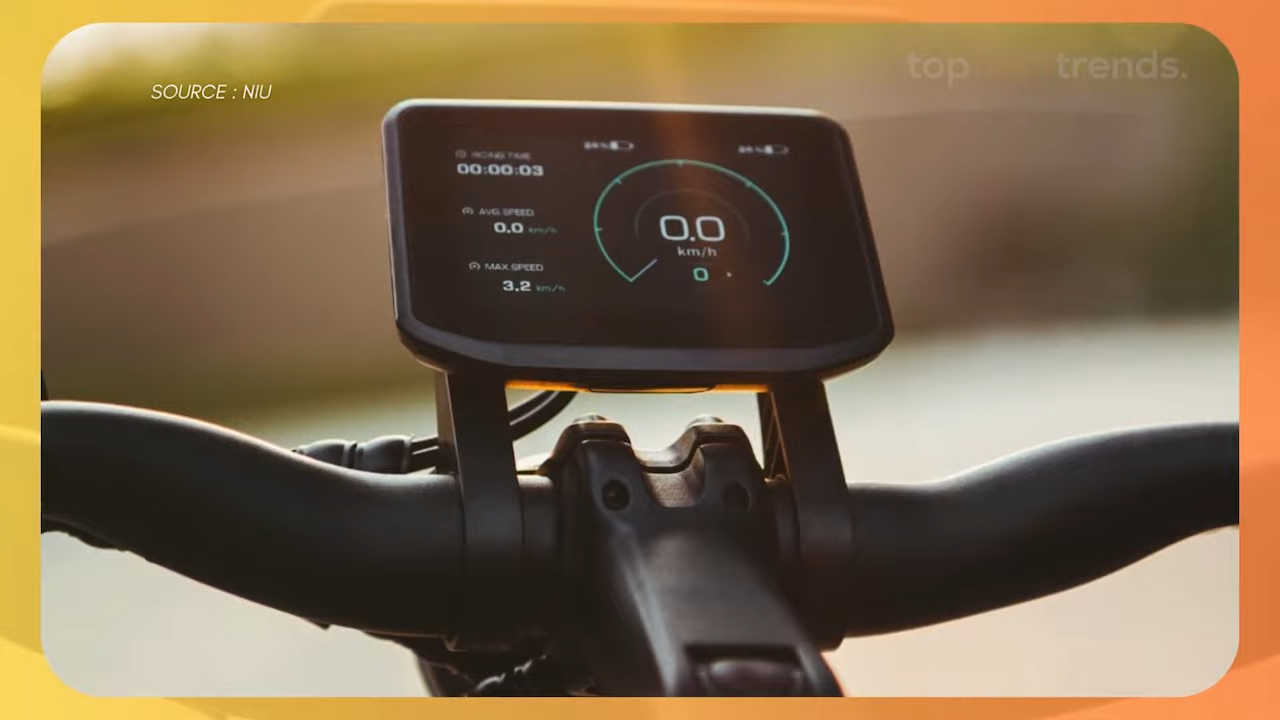 top trends.
SOURCE : NIU
RIDING TIME
00:00:03
AVG.SPEED
0.0 km/h
MAX.SPEED
3.2 km/h
0.0
km/h
0